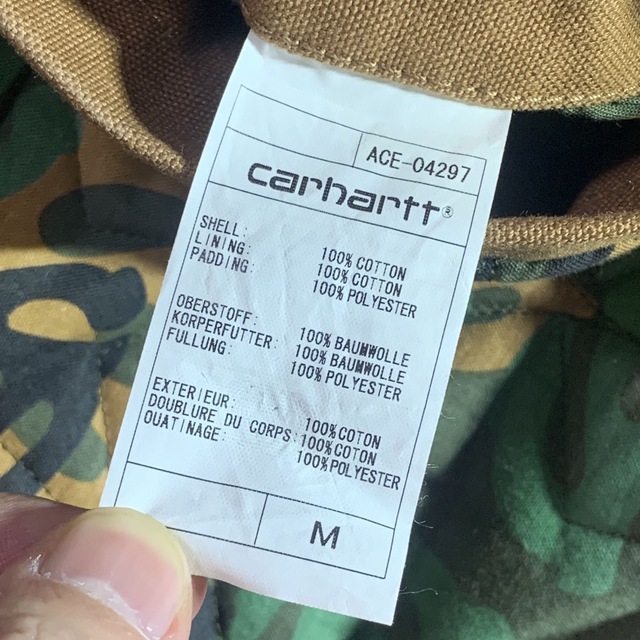 ACE-04297
carhartt®
SHELL: 100% COTTON
LINING: 100% COTTON
PADDING: 100% POLYESTER
OBERSTOFF: 100% BAUMWOLLE
KORPERFUTTER: 100% BAUMWOLLE
FULLUNG: 100% POLYESTER
EXTERIEUR: 100% COTON
DOUBLURE DU CORPS: 100% COTON
OUATINAGE: 100% POLYESTER
M